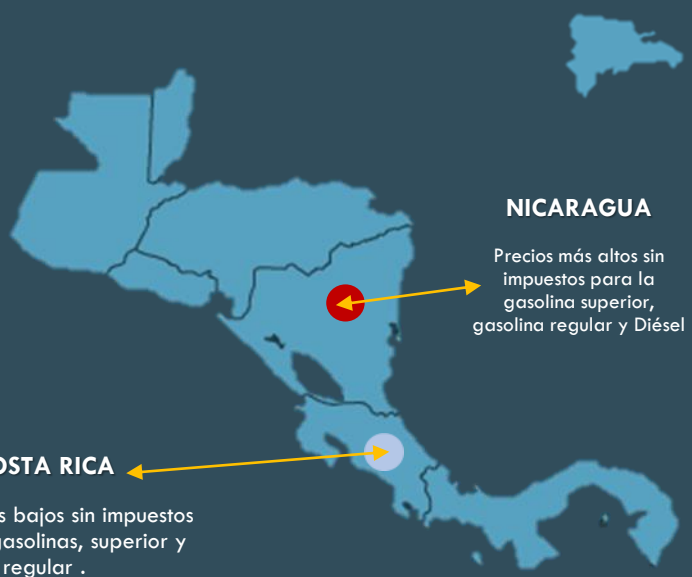 NICARAGUA
Precios más altos sin
impuestos para la
gasolina superior,
gasolina regular y Diésel
OSTA RICA
s bajos sin impuestos
gasolinas, superior y
regular .